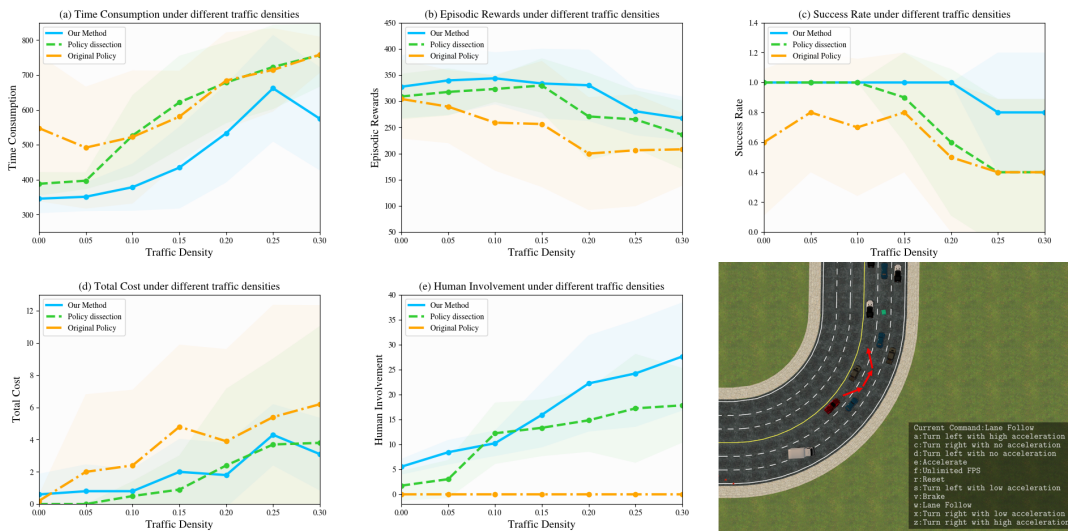 (a) Time Consumption under different traffic densities
Our Method
Policy dissection
Original Policy
Time Consumption
800
700
600
500
400
300
0.00 0.05 0.10 0.15 0.20 0.25 0.30
Traffic Density
(b) Episodic Rewards under different traffic densities
Our Method
Policy dissection
Original Policy
Episodic Rewards
450
400
350
300
250
200
150
100
50
0.00 0.05 0.10 0.15 0.20 0.25 0.30
Traffic Density
(c) Success Rate under different traffic densities
Our Method
Policy dissection
Original Policy
Success Rate
1.4
1.2
1.0
0.8
0.6
0.4
0.2
0.0
0.00 0.05 0.10 0.15 0.20 0.25 0.30
Traffic Density
(d) Total Cost under different traffic densities
Our Method
Policy dissection
Original Policy
Total Cost
12
10
8
6
4
2
0
0.00 0.05 0.10 0.15 0.20 0.25 0.30
Traffic Density
(e) Human Involvement under different traffic densities
Our Method
Policy dissection
Original Policy
Human Involvement
40
35
30
25
20
15
10
5
0
0.00 0.05 0.10 0.15 0.20 0.25 0.30
Traffic Density
Current Command:Lane Follow
a:Turn left with high acceleration
c:Turn right with no acceleration
d:Turn left with no acceleration
e:Accelerate
f:Unlimited FPS
r:Reset
s:Turn left with low acceleration
v:Brake
w:Lane Follow
x:Turn right with low acceleration
z:Turn right with high acceleration